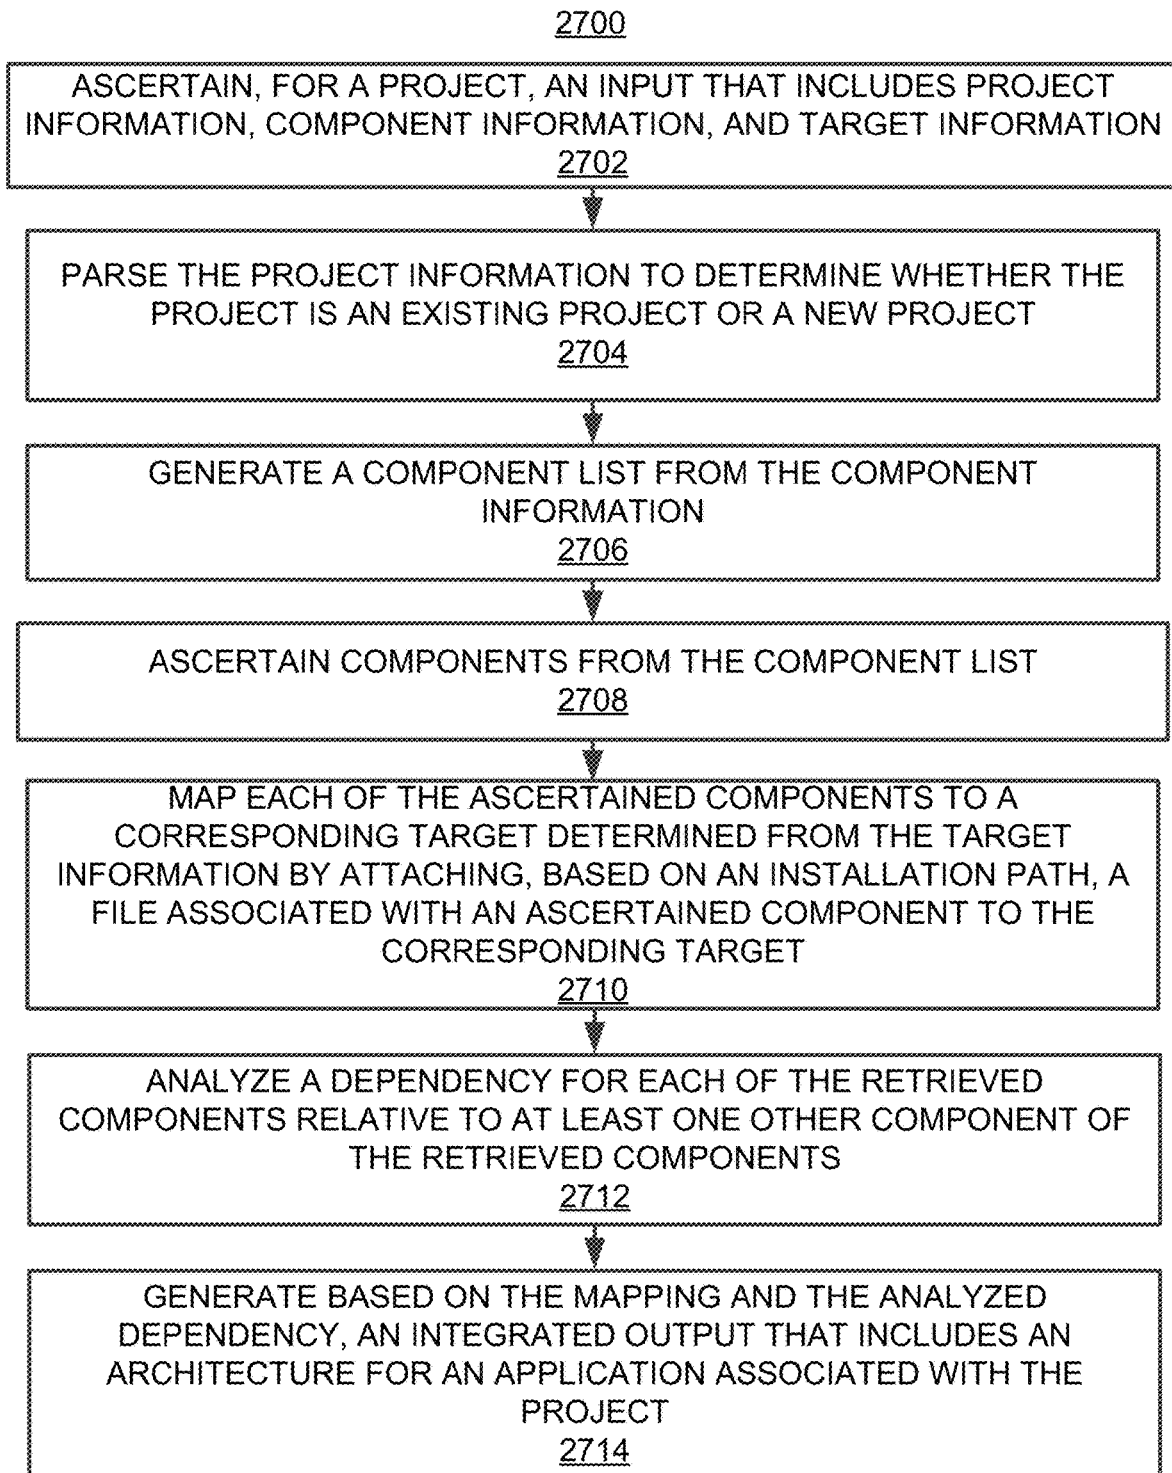 2700
ASCERTAIN, FOR A PROJECT, AN INPUT THAT INCLUDES PROJECT
INFORMATION, COMPONENT INFORMATION, AND TARGET INFORMATION
2702
PARSE THE PROJECT INFORMATION TO DETERMINE WHETHER THE
PROJECT IS AN EXISTING PROJECT OR A NEW PROJECT
2704
GENERATE A COMPONENT LIST FROM THE COMPONENT
INFORMATION
2706
ASCERTAIN COMPONENTS FROM THE COMPONENT LIST
2708
MAP EACH OF THE ASCERTAINED COMPONENTS TO A
CORRESPONDING TARGET DETERMINED FROM THE TARGET
INFORMATION BY ATTACHING, BASED ON AN INSTALLATION PATH, A
FILE ASSOCIATED WITH AN ASCERTAINED COMPONENT TO THE
CORRESPONDING TARGET
2710
ANALYZE A DEPENDENCY FOR EACH OF THE RETRIEVED
COMPONENTS RELATIVE TO AT LEAST ONE OTHER COMPONENT OF
THE RETRIEVED COMPONENTS
2712
GENERATE BASED ON THE MAPPING AND THE ANALYZED
DEPENDENCY, AN INTEGRATED OUTPUT THAT INCLUDES AN
ARCHITECTURE FOR AN APPLICATION ASSOCIATED WITH THE
PROJECT
2714